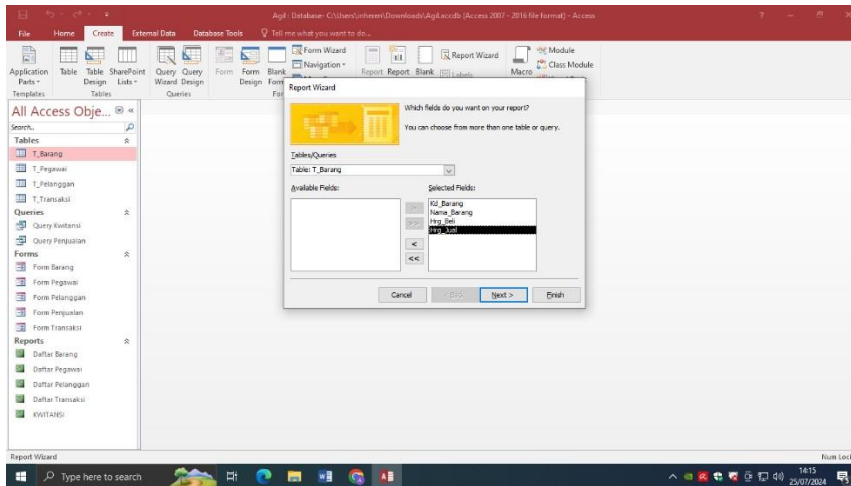 Agil : Database- C:\Users\inheren\Downloads\Agil.accdb (Access 2007 - 2016 file format) - Access
File Home Create External Data Database Tools Tell me what you want to do...
Form Wizard
Report Wizard
Module
Navigation
Class Module
Application Parts
Table
Table Design
SharePoint Lists
Query Wizard
Query Design
Form
Form Design
Blank
Report
Report
Blank
Labels
Macro
Templates Tables Queries
All Access Obje...
Search..
Tables
T_Barang
T_Pegawai
T_Pelanggan
T_Transaksi
Queries
Query Kwitansi
Query Penjualan
Forms
Form Barang
Form Pegawai
Form Pelanggan
Form Penjualan
Form Transaksi
Reports
Daftar Barang
Daftar Pegawai
Daftar Pelanggan
Daftar Transaksi
KWITANSI
Report Wizard
Which fields do you want on your report?
You can choose from more than one table or query.
Tables/Queries
Table: T_Barang
Available Fields: Selected Fields:
Kd_Barang
Nama_Barang
Hrg_Beli
Hrg_Jual
>
>>
<
<<
Cancel < Back Next > Finish
Report Wizard Num Loc
Type here to search
14:15
25/07/2024